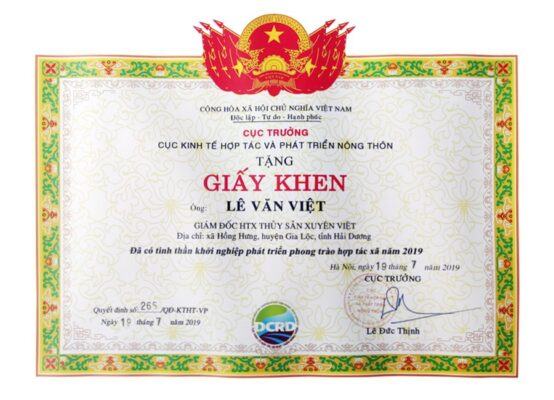 CỘNG HÒA XÃ HỘI CHỦ NGHĨA VIỆT NAM
Độc lập - Tự do - Hạnh phúc
CỤC TRƯỞNG
CỤC KINH TẾ HỢP TÁC VÀ PHÁT TRIỂN NÔNG THÔN
TẶNG
GIẤY KHEN
Ông: LÊ VĂN VIỆT
GIÁM ĐỐC HTX THỦY SẢN XUYÊN VIỆT
Địa chỉ: xã Hồng Hưng, huyện Gia Lộc, tỉnh Hải Dương
Đã có tinh thần khởi nghiệp phát triển phong trào hợp tác xã năm 2019
Hà Nội, ngày 19 tháng 7 năm 2019
CỤC TRƯỞNG
Quyết định số: 265 /QĐ-KTHT-VP
Ngày 19 tháng 7 năm 2019
DCRD
Lê Đức Thịnh